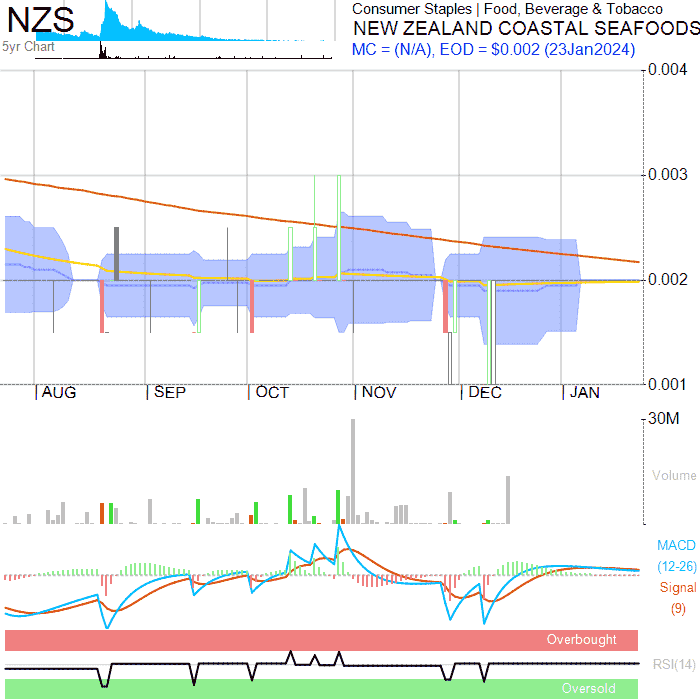 NZS
5yr Chart
Consumer Staples | Food, Beverage & Tobacco
NEW ZEALAND COASTAL SEAFOODS
MC = (N/A), EOD = $0.002 (23Jan2024)
0.004
0.003
0.002
0.001
AUG SEP OCT NOV DEC JAN
30M
Volume
MACD
(12-26)
Signal
(9)
Overbought
RSI(14)
Oversold